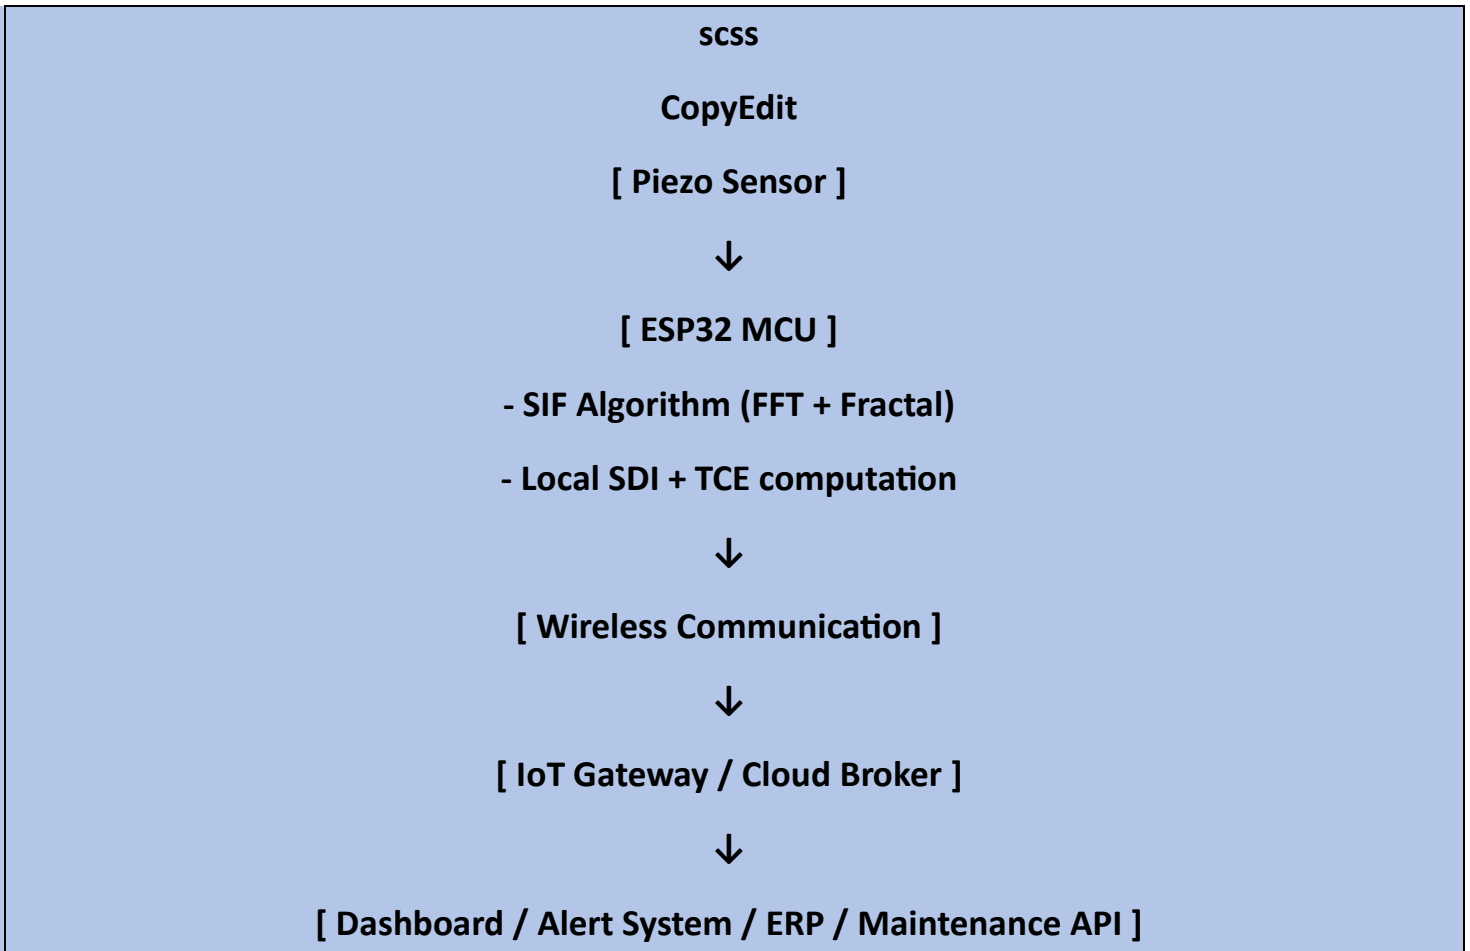 scss
CopyEdit
[ Piezo Sensor ]
↓
[ ESP32 MCU ]
- SIF Algorithm (FFT + Fractal)
- Local SDI + TCE computation
↓
[ Wireless Communication ]
↓
[ IoT Gateway / Cloud Broker ]
↓
[ Dashboard / Alert System / ERP / Maintenance API ]